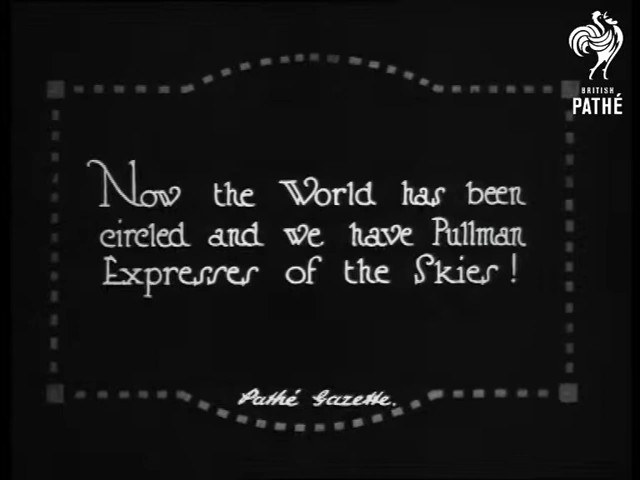 BRITISH
PATHÉ
Now the World has been
circled and we have Pullman
Expresses of the Skies!
Pathé Gazette.